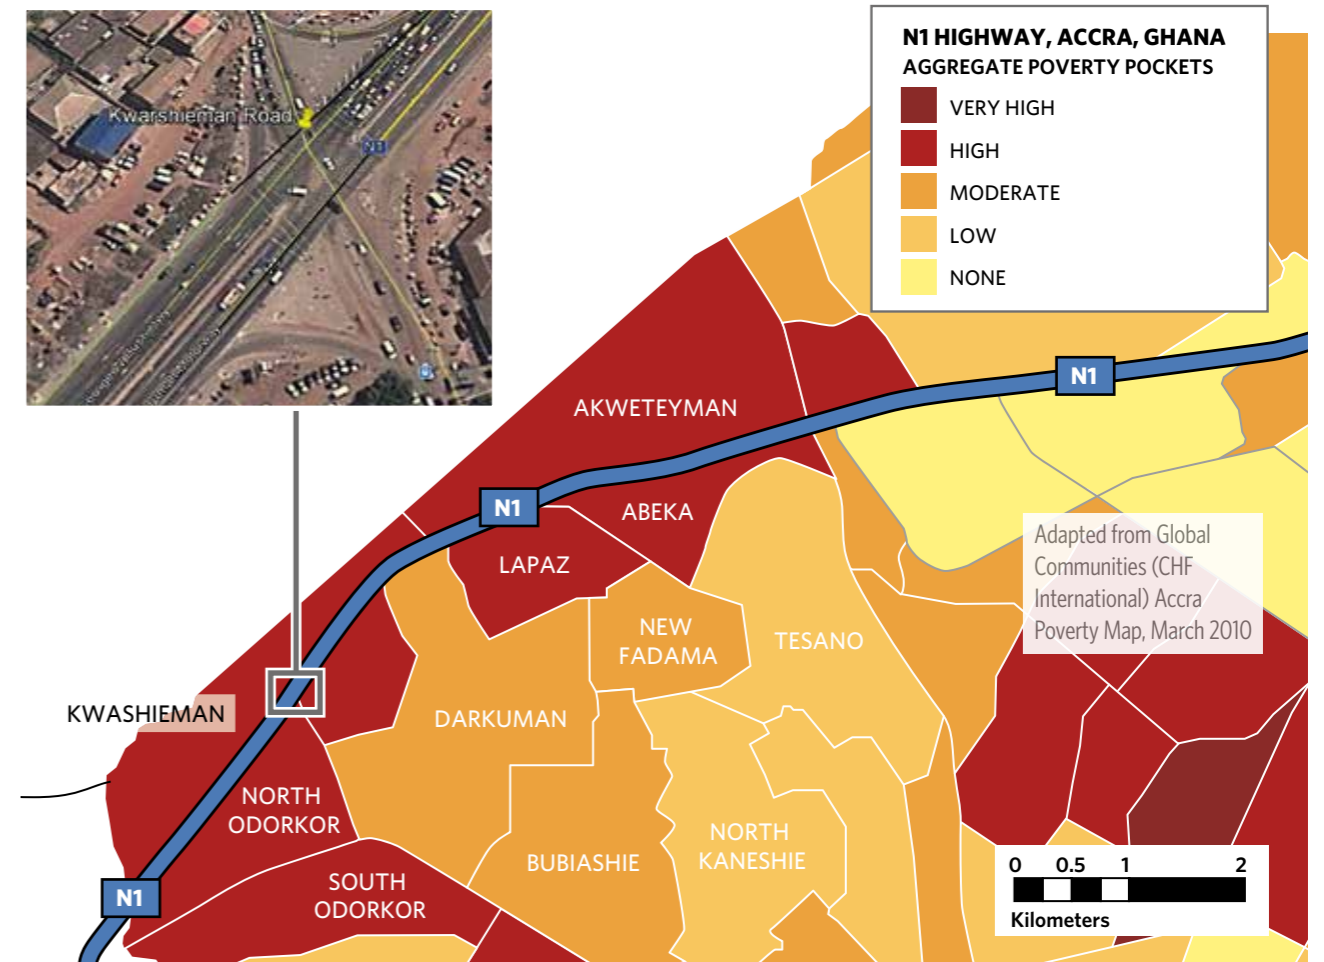 Kwarshieman Road
N1
N1 HIGHWAY, ACCRA, GHANA
AGGREGATE POVERTY POCKETS
VERY HIGH
HIGH
MODERATE
LOW
NONE
N1
AKWETEYMAN
N1
ABEKA
LAPAZ
Adapted from Global
Communities (CHF
International) Accra
Poverty Map, March 2010
NEW
FADAMA
TESANO
KWASHIEMAN
DARKUMAN
NORTH
ODORKOR
NORTH
KANESHIE
BUBIASHIE
SOUTH
ODORKOR
N1
0 0.5 1 2
Kilometers